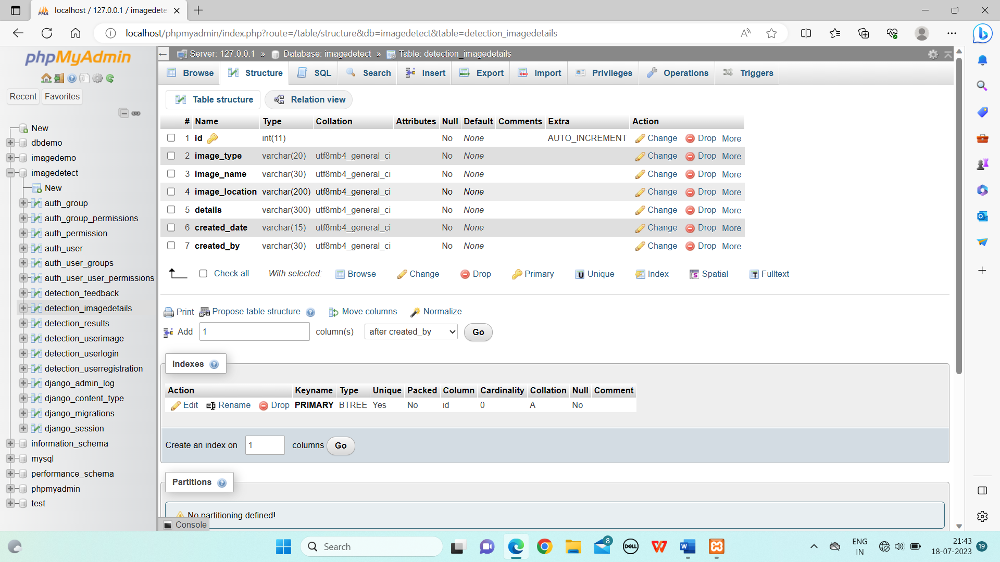 localhost / 127.0.0.1 / imagedete
localhost/phpmyadmin/index.php?route=/table/structure&db=imagedetect&table=detection_imagedetails
phpMyAdmin
Recent Favorites
New
dbdemo
imagedemo
imagedetect
New
auth_group
auth_group_permissions
auth_permission
auth_user
auth_user_groups
auth_user_user_permissions
detection_feedback
detection_imagedetails
detection_results
detection_userimage
detection_userlogin
detection_userregistration
django_admin_log
django_content_type
django_migrations
django_session
information_schema
mysql
performance_schema
phpmyadmin
test
Server: 127.0.0.1 » Database: imagedetect » Table: detection_imagedetails
Browse Structure SQL Search Insert Export Import Privileges Operations Triggers
Table structure Relation view
# Name Type Collation Attributes Null Default Comments Extra Action
1 id int(11) No None AUTO_INCREMENT Change Drop More
2 image_type varchar(20) utf8mb4_general_ci No None Change Drop More
3 image_name varchar(30) utf8mb4_general_ci No None Change Drop More
4 image_location varchar(200) utf8mb4_general_ci No None Change Drop More
5 details varchar(300) utf8mb4_general_ci No None Change Drop More
6 created_date varchar(15) utf8mb4_general_ci No None Change Drop More
7 created_by varchar(30) utf8mb4_general_ci No None Change Drop More
Check all With selected: Browse Change Drop Primary Unique Index Spatial Fulltext
Print Propose table structure Move columns Normalize
Add 1 column(s) after created_by Go
Indexes
Action Keyname Type Unique Packed Column Cardinality Collation Null Comment
Edit Rename Drop PRIMARY BTREE Yes No id 0 A No
Create an index on 1 columns Go
Partitions
No partitioning defined!
Console
Search
8
DELL
ENG
IN
21:43
18-07-2023
19